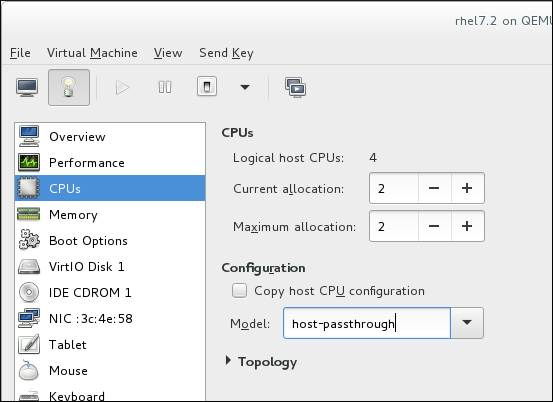 rhel7.2 on QEMU
File Virtual Machine View Send Key
Overview
Performance
CPUs
Memory
Boot Options
VirtIO Disk 1
IDE CDROM 1
NIC :3c:4e:58
Tablet
Mouse
Keyboard
CPUs
Logical host CPUs: 4
Current allocation: 2
Maximum allocation: 2
Configuration
Copy host CPU configuration
Model: host-passthrough
Topology